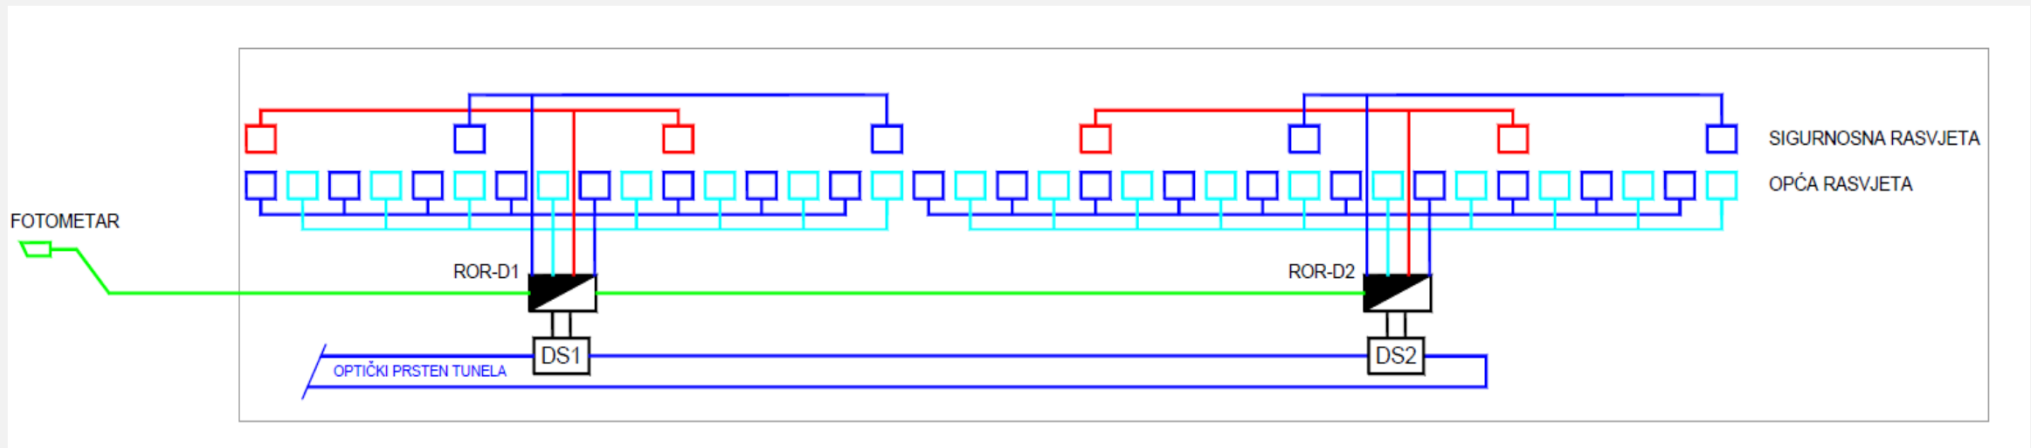 SIGURNOSNA RASVJETA
OPĆA RASVJETA
FOTOMETAR
ROR-D1
ROR-D2
DS1
DS2
OPTIČKI PRSTEN TUNELA